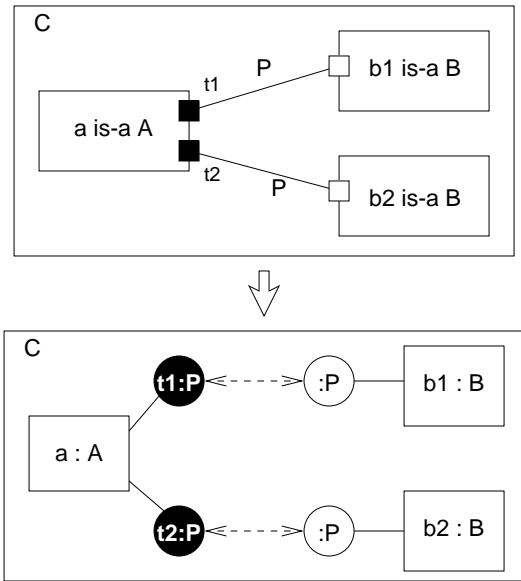 C
P
t1
b1 is-a B
a is-a A
t2
P
b2 is-a B
C
t1:P
:P
b1 : B
a : A
t2:P
:P
b2 : B